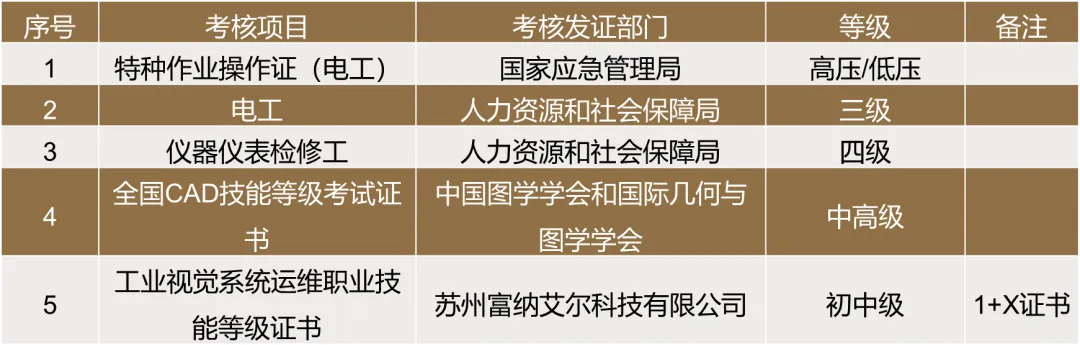 序号 考核项目 考核发证部门 等级 备注
1 特种作业操作证（电工） 国家应急管理局 高压/低压
2 电工 人力资源和社会保障局 三级
3 仪器仪表检修工 人力资源和社会保障局 四级
4 全国CAD技能等级考试证
书 中国图学学会和国际几何与
图学学会 中高级
5 工业视觉系统运维职业技
能等级证书 苏州富纳艾尔科技有限公司 初中级 1+X证书